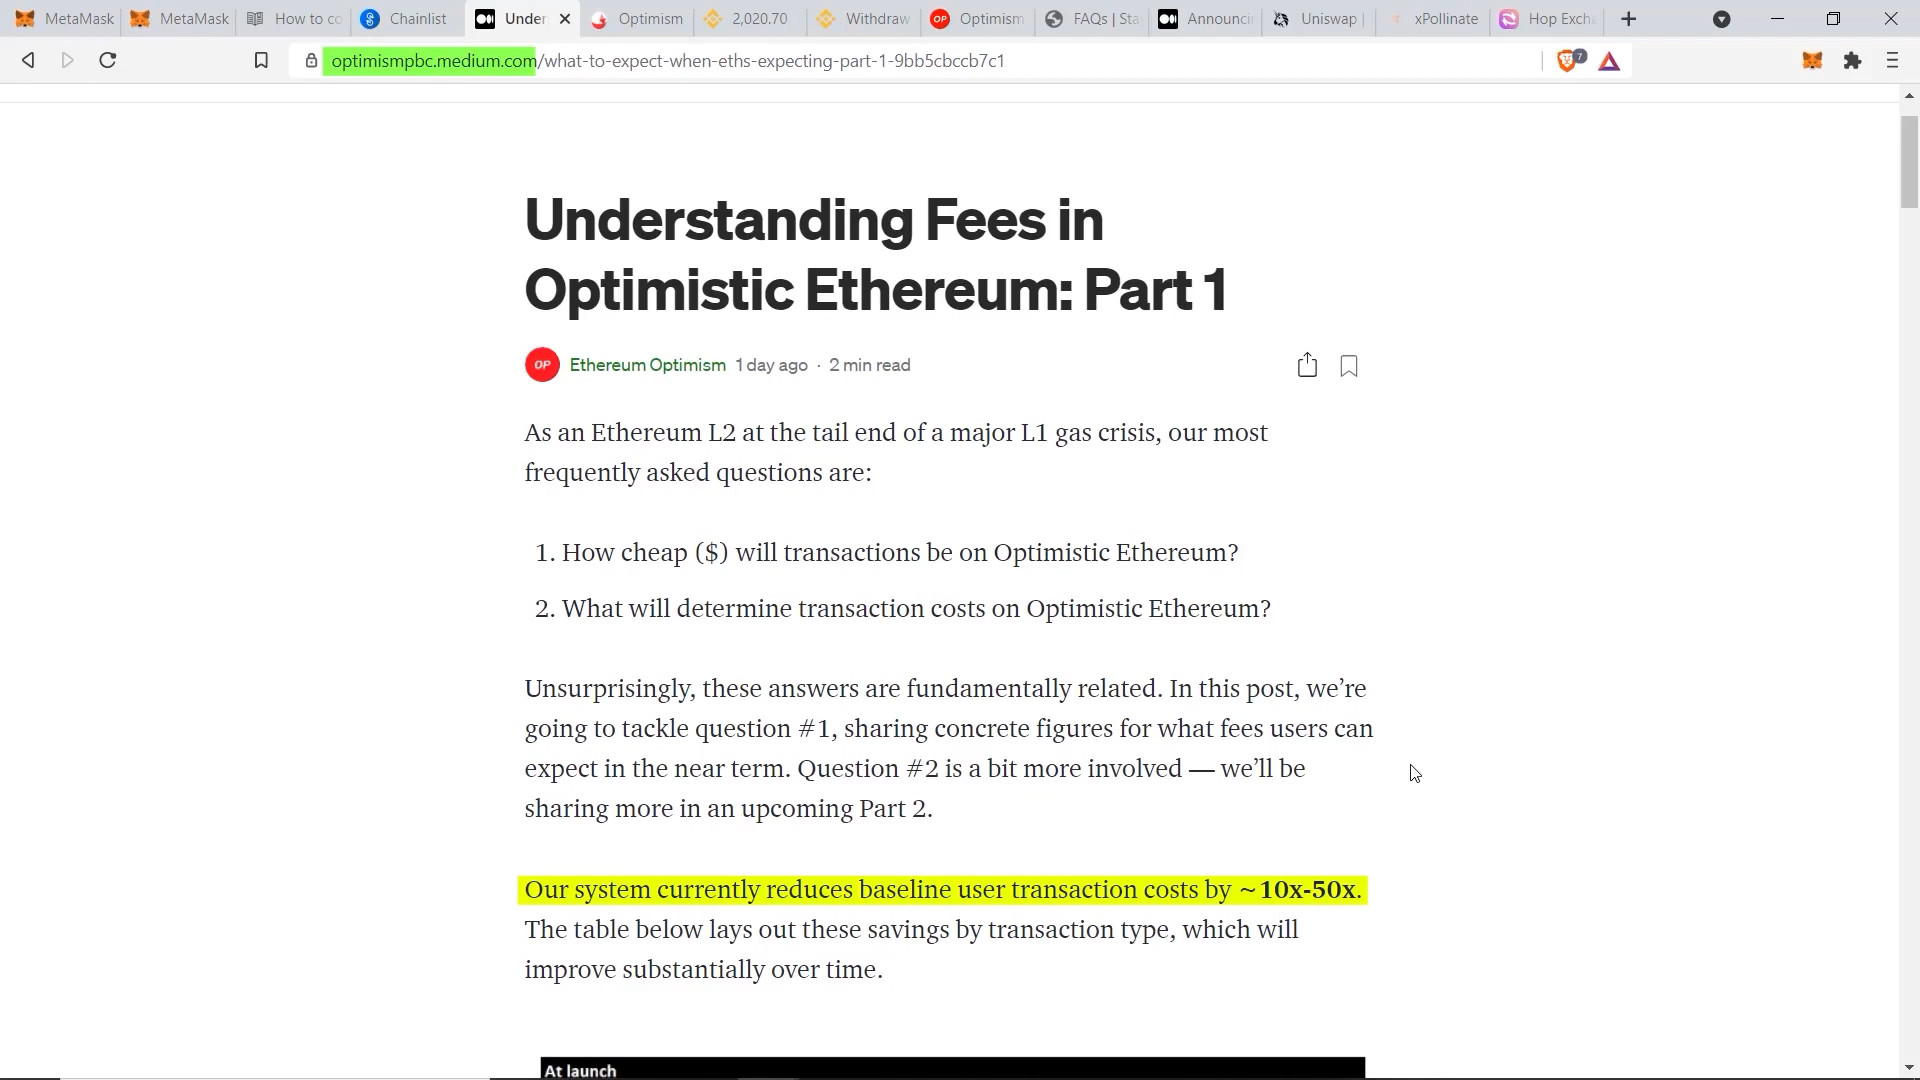 MetaMask
MetaMask
How to co
Chainlist
Under
Optimism
2,020.70
Withdraw
OP
Optimism
FAQs | Sta
Announcin
Uniswap |
xPollinate
Hop Excha
optimismpbc.medium.com/what-to-expect-when-eths-expecting-part-1-9bb5cbccb7c1
7
Understanding Fees in
Optimistic Ethereum: Part 1
OP
Ethereum Optimism 1 day ago · 2 min read
As an Ethereum L2 at the tail end of a major L1 gas crisis, our most
frequently asked questions are:
1. How cheap ($) will transactions be on Optimistic Ethereum?
2. What will determine transaction costs on Optimistic Ethereum?
Unsurprisingly, these answers are fundamentally related. In this post, we’re
going to tackle question #1, sharing concrete figures for what fees users can
expect in the near term. Question #2 is a bit more involved — we’ll be
sharing more in an upcoming Part 2.
Our system currently reduces baseline user transaction costs by ~10x-50x.
The table below lays out these savings by transaction type, which will
improve substantially over time.
At launch